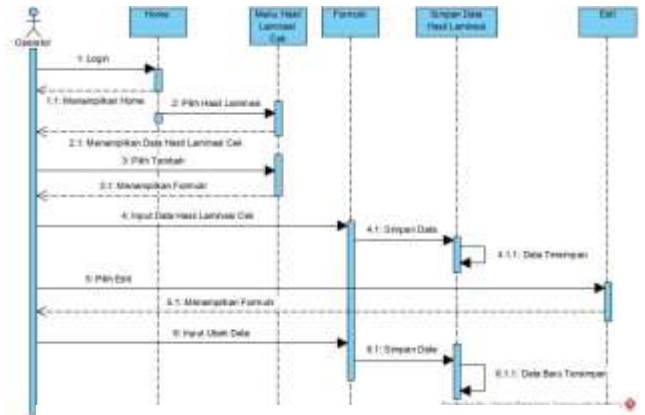 Home
Menu Hasil
Laminasi
Cek
Formulir
Simpan Data
Hasil Laminasi
Edit
Operator
1: Login
1.1: Menampilkan Home
2: Pilih Hasil Laminasi
2.1: Menampilkan Data Hasil Laminasi Cek
3: Pilih Tambah
3.1: Menampilkan Formulir
4: Input Data Hasil Laminasi Cek
4.1: Simpan Data
4.1.1: Data Tersimpan
5: Pilih Edit
5.1: Menampilkan Formulir
6: Input Ubah Data
6.1: Simpan Data
6.1.1: Data Baru Tersimpan